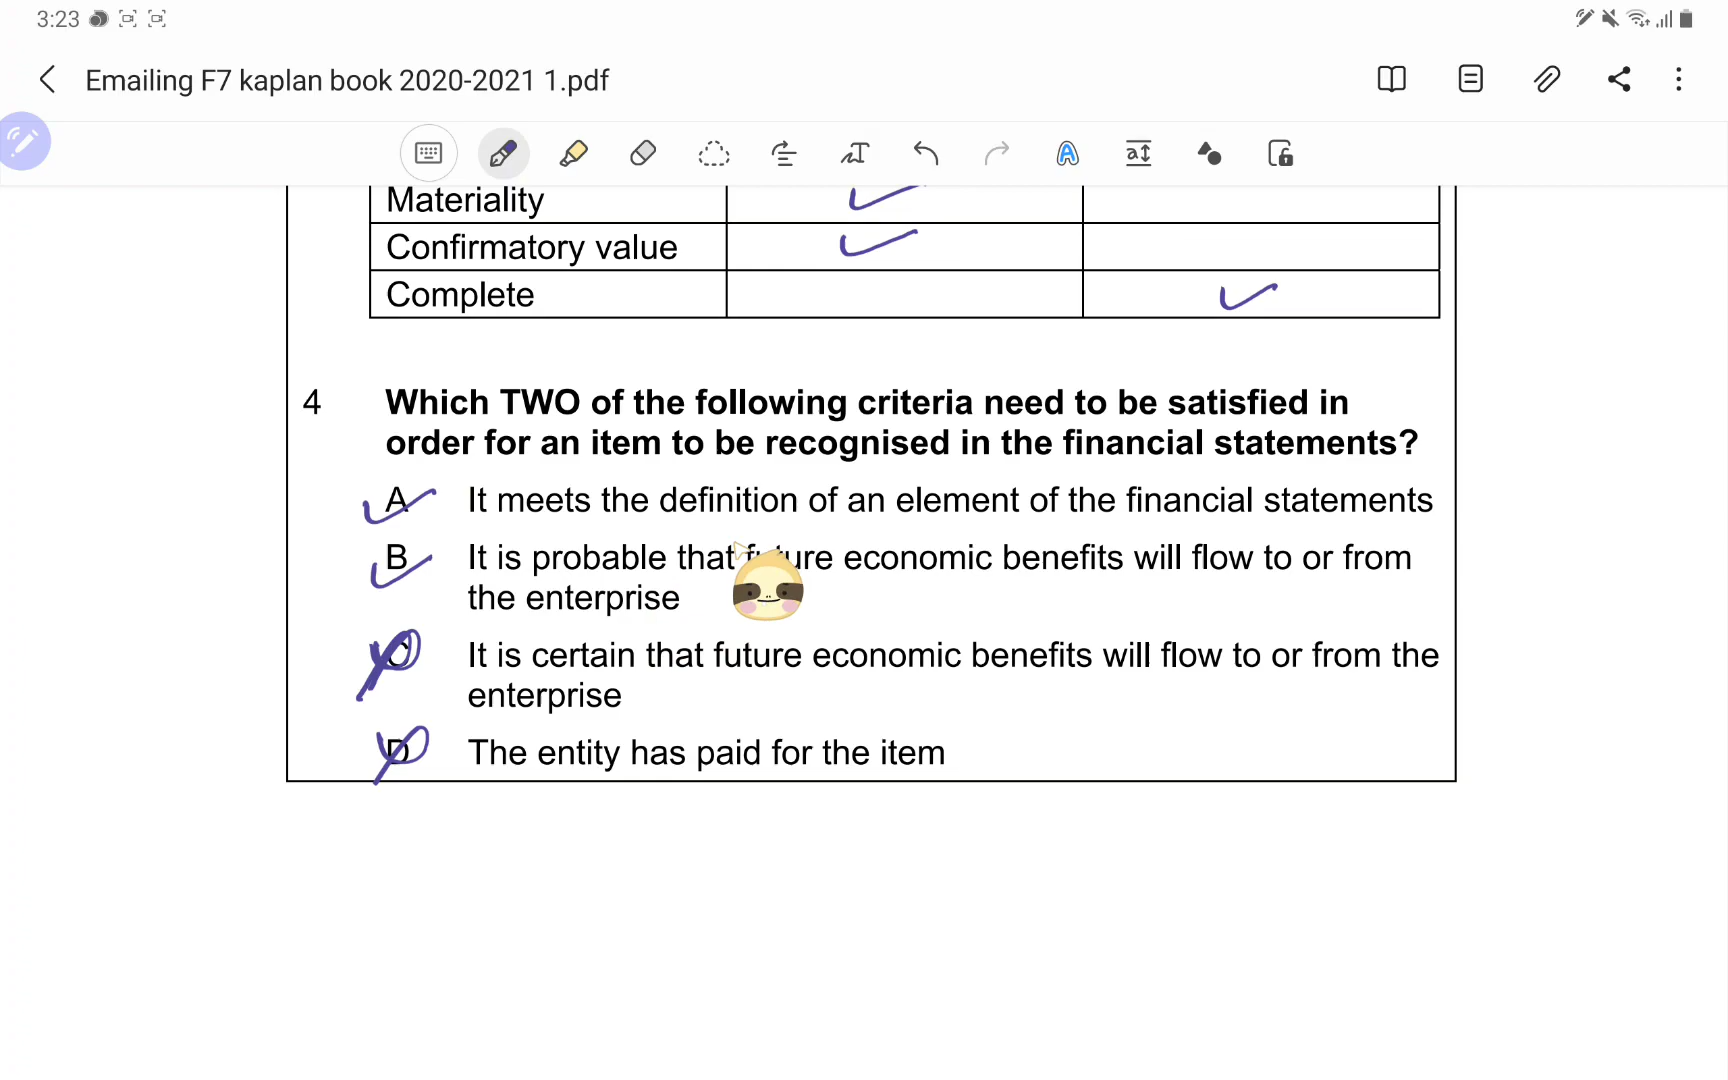 3:23
Emailing F7 kaplan book 2020-2021 1.pdf
Materiality
Confirmatory value
Complete
4 Which TWO of the following criteria need to be satisfied in
order for an item to be recognised in the financial statements?
A It meets the definition of an element of the financial statements
B It is probable that future economic benefits will flow to or from
the enterprise
C It is certain that future economic benefits will flow to or from the
enterprise
D The entity has paid for the item